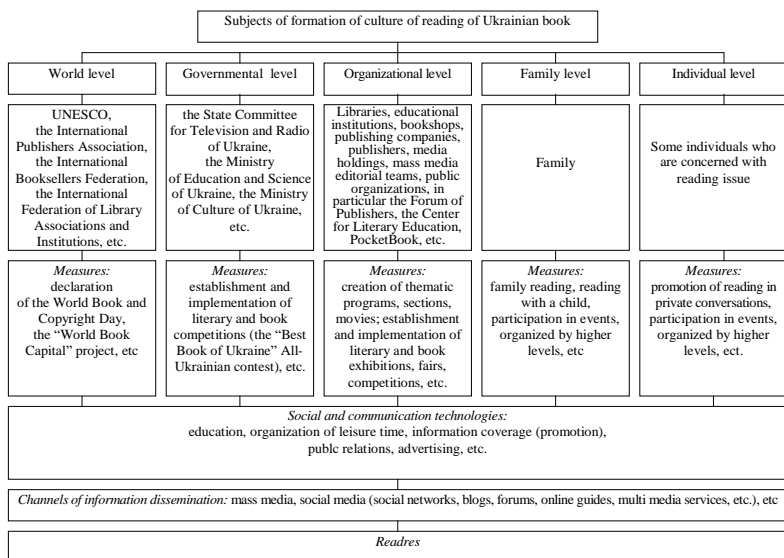 Subjects of formation of culture of reading of Ukrainian book
World level
UNESCO,
the International
Publishers Association,
the International
Booksellers Federation,
the International
Federation of Library
Associations and
Institutions, etc.
Measures:
declaration
of the World Book and
Copyright Day,
the “World Book
Capital” project, etc
Governmental level
the State Committee
for Television and Radio
of Ukraine,
the Ministry
of Education and Science
of Ukraine, the Ministry
of Culture of Ukraine,
etc.
Measures:
establishment and
implementation of
literary and book
competitions (the “Best
Book of Ukraine” All-
Ukrainian contest), etc.
Organizational level
Libraries, educational
institutions, bookshops,
publishing companies,
publishers, media
holdings, mass media
editorial teams, public
organizations, in
particular the Forum of
Publishers, the Center
for Literary Education,
PocketBook, etc.
Measures:
creation of thematic
programs, sections,
movies; establishment
and implementation of
literary and book
exhibitions, fairs,
competitions, etc.
Family level
Family
Measures:
family reading, reading
with a child,
participation in events,
organized by higher
levels, etc
Individual level
Some individuals who
are concerned with
reading issue
Measures:
promotion of reading in
private conversations,
participation in events,
organized by higher
levels, ect.
Social and communication technologies:
education, organization of leisure time, information coverage (promotion),
publc relations, advertising, etc.
Channels of information dissemination: mass media, social media (social networks, blogs, forums, online guides, multi media services, etc.), etc
Readres